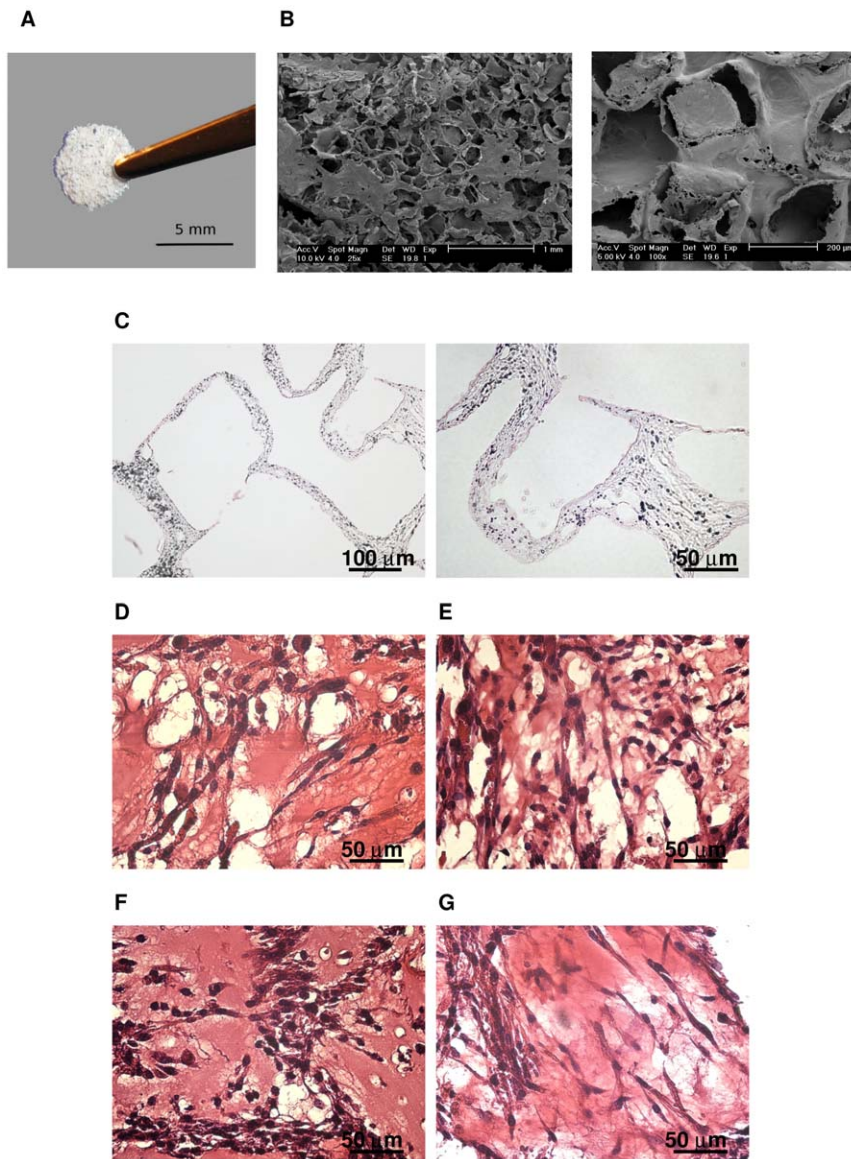 A
B
5 mm
Acc.V Spot Magn Det WD Exp 1 mm
10.0 kV 4.0 25x SE 19.8 1
Acc.V Spot Magn Det WD Exp 200 µm
5.00 kV 4.0 100x SE 19.6 1
C
100 µm
50 µm
D
E
50 µm
50 µm
F
G
50 µm
50 µm